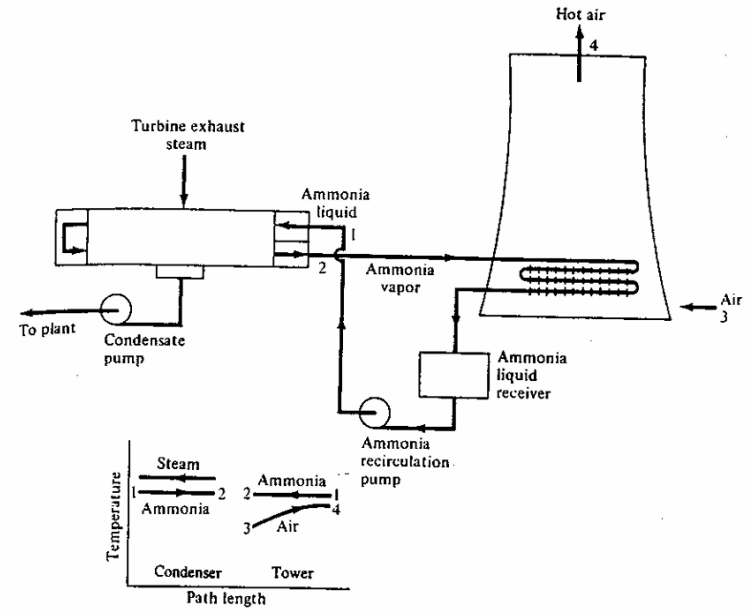 Hot air
4
Turbine exhaust
steam
Ammonia
liquid
1
2
Ammonia
vapor
Air
3
To plant
Condensate
pump
Ammonia
liquid
receiver
Ammonia
recirculation
pump
Temperature
Steam
1 2
Ammonia
Ammonia
2 1
4
3 Air
Condenser Tower
Path length